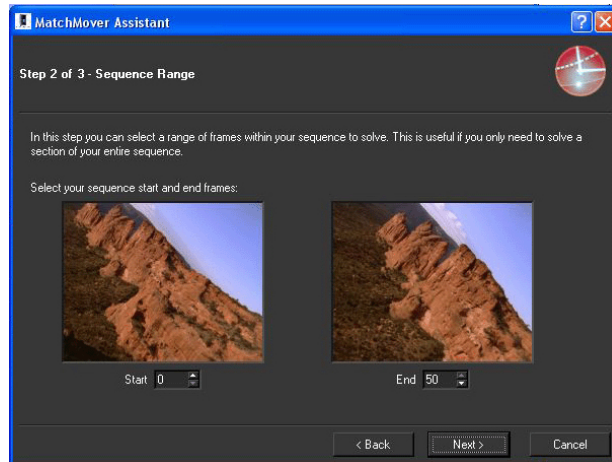 MatchMover Assistant
Step 2 of 3 - Sequence Range
In this step you can select a range of frames within your sequence to solve. This is useful if you only need to solve a
section of your entire sequence.
Select your sequence start and end frames:
Start 0
End 50
< Back
Next >
Cancel